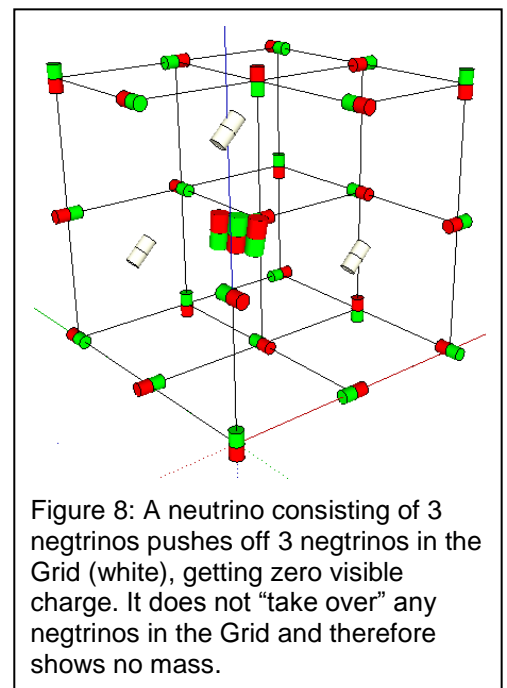 Figure 8: A neutrino consisting of 3
negtrinos pushes off 3 negtrinos in the
Grid (white), getting zero visible
charge. It does not “take over” any
negtrinos in the Grid and therefore
shows no mass.